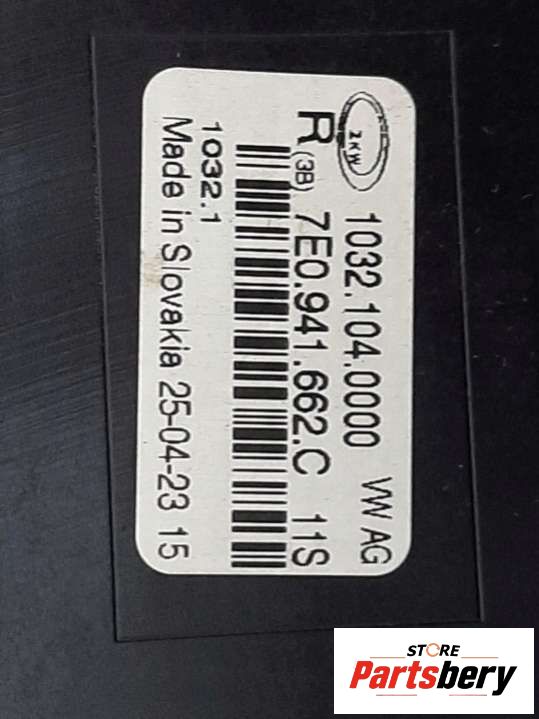 ZKW 1032.104.0000 VW AG
R (3B) 7E0.941.662.C 11S
1032.1
Made in Slovakia 25-04-23 15
STORE
Partsbery